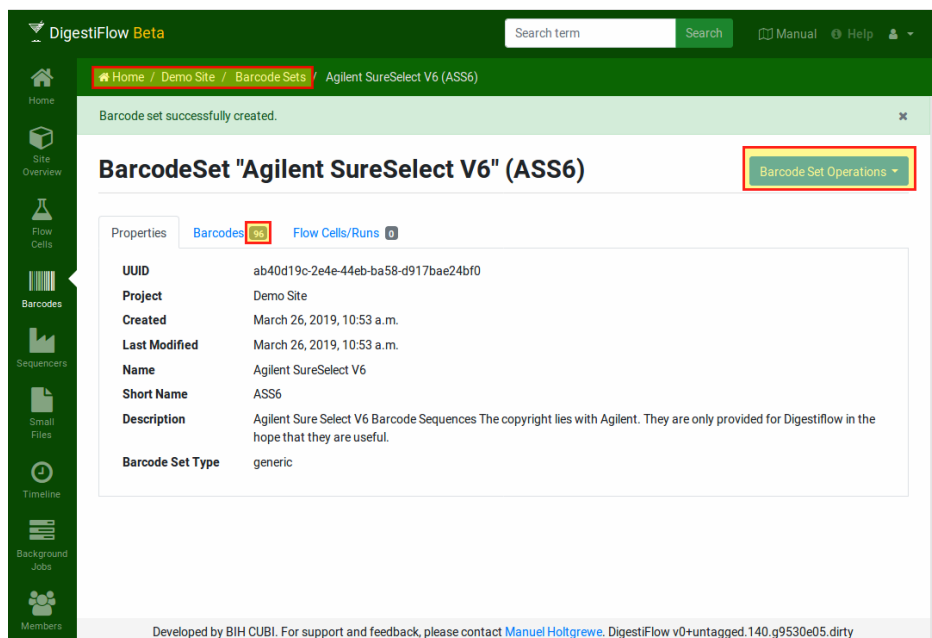 DigestiFlow Beta
Search term
Search
Manual
Help
Home
Site
Overview
Flow
Cells
Barcodes
Sequencers
Small
Files
Timeline
Background
Jobs
Members
Home / Demo Site / Barcode Sets / Agilent SureSelect V6 (ASS6)
Barcode set successfully created. ×
BarcodeSet "Agilent SureSelect V6" (ASS6)
Barcode Set Operations
Properties Barcodes 96 Flow Cells/Runs 0
UUID ab40d19c-2e4e-44eb-ba58-d917bae24bf0
Project Demo Site
Created March 26, 2019, 10:53 a.m.
Last Modified March 26, 2019, 10:53 a.m.
Name Agilent SureSelect V6
Short Name ASS6
Description Agilent Sure Select V6 Barcode Sequences The copyright lies with Agilent. They are only provided for Digestiflow in the
hope that they are useful.
Barcode Set Type generic
Developed by BIH CUBI. For support and feedback, please contact Manuel Holtgrewe. DigestiFlow v0+untagged.140.g9530e05.dirty